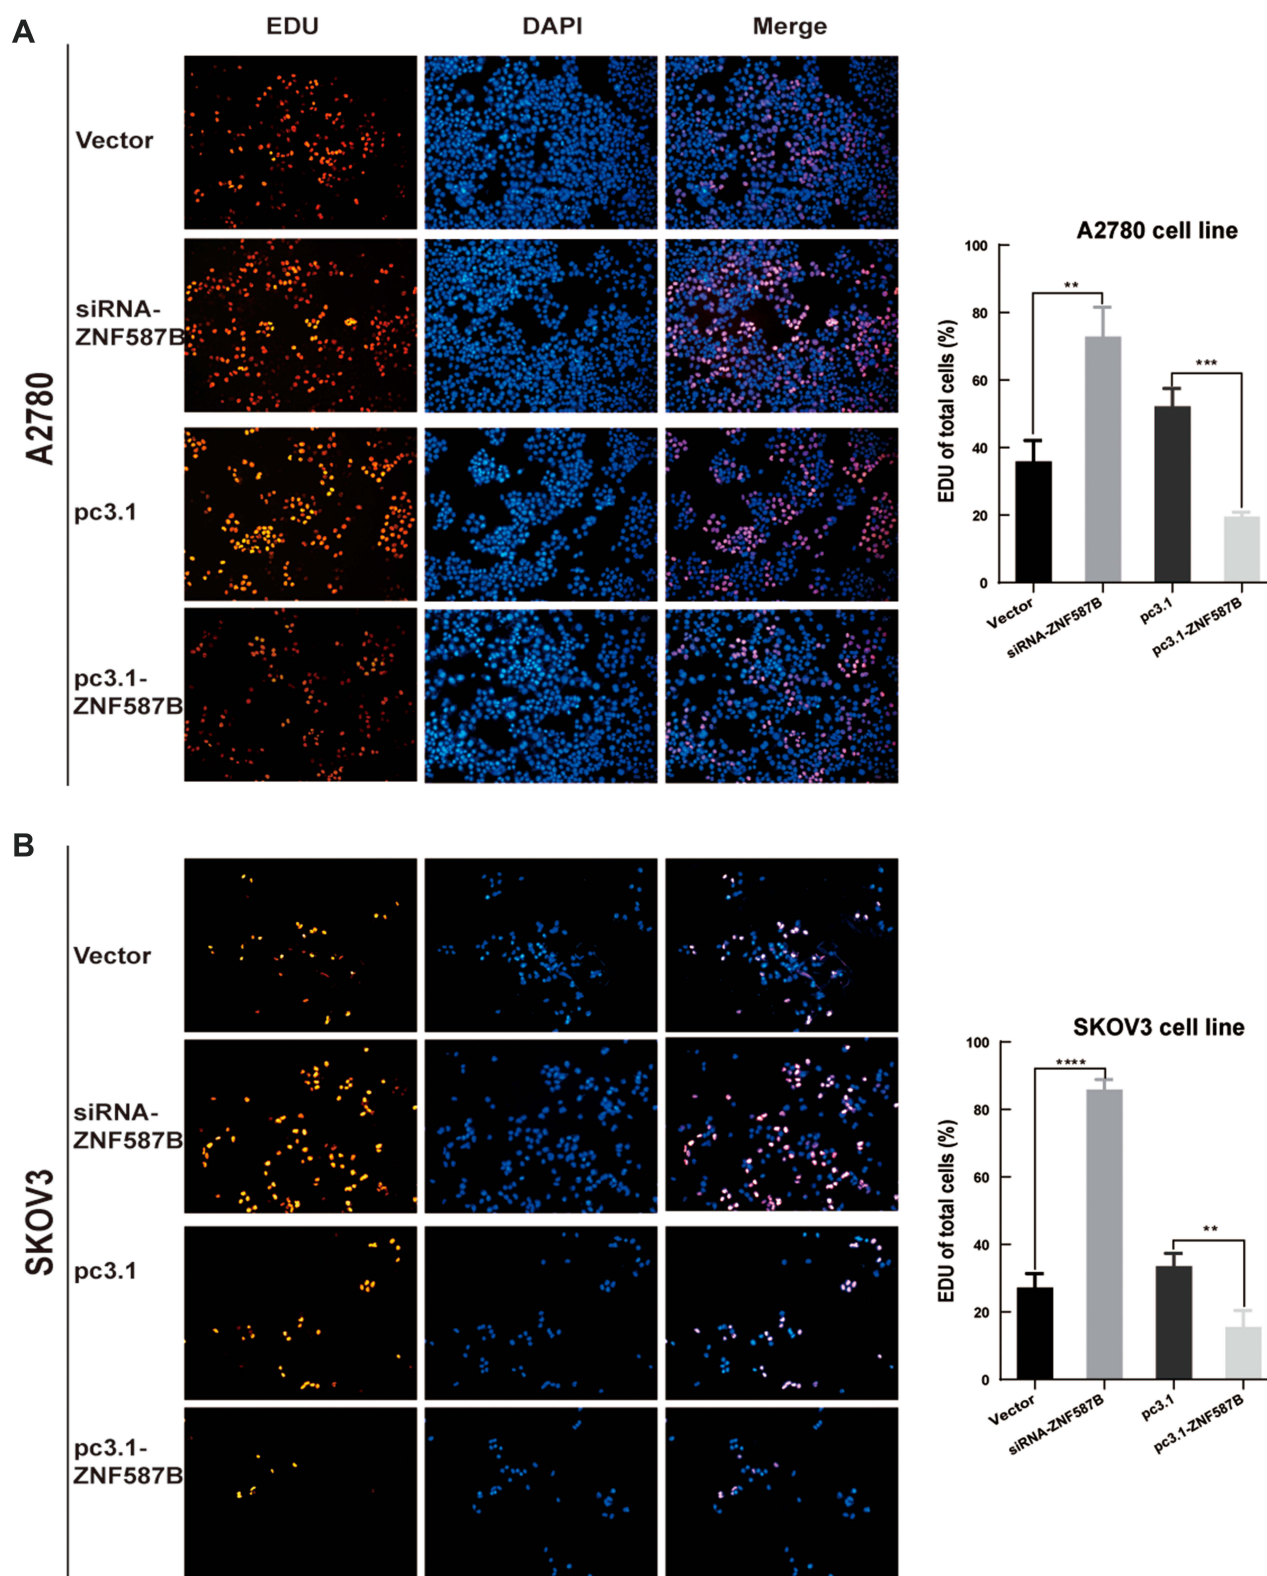 A
EDU
DAPI
Merge
A2780
Vector
siRNA-
ZNF587B
pc3.1
pc3.1-
ZNF587B
A2780 cell line
EDU of total cells (%)
100
80
60
40
20
0
**
***
Vector
siRNA-ZNF587B
pc3.1
pc3.1-ZNF587B
B
SKOV3
Vector
siRNA-
ZNF587B
pc3.1
pc3.1-
ZNF587B
SKOV3 cell line
EDU of total cells (%)
100
80
60
40
20
0
****
**
Vector
siRNA-ZNF587B
pc3.1
pc3.1-ZNF587B